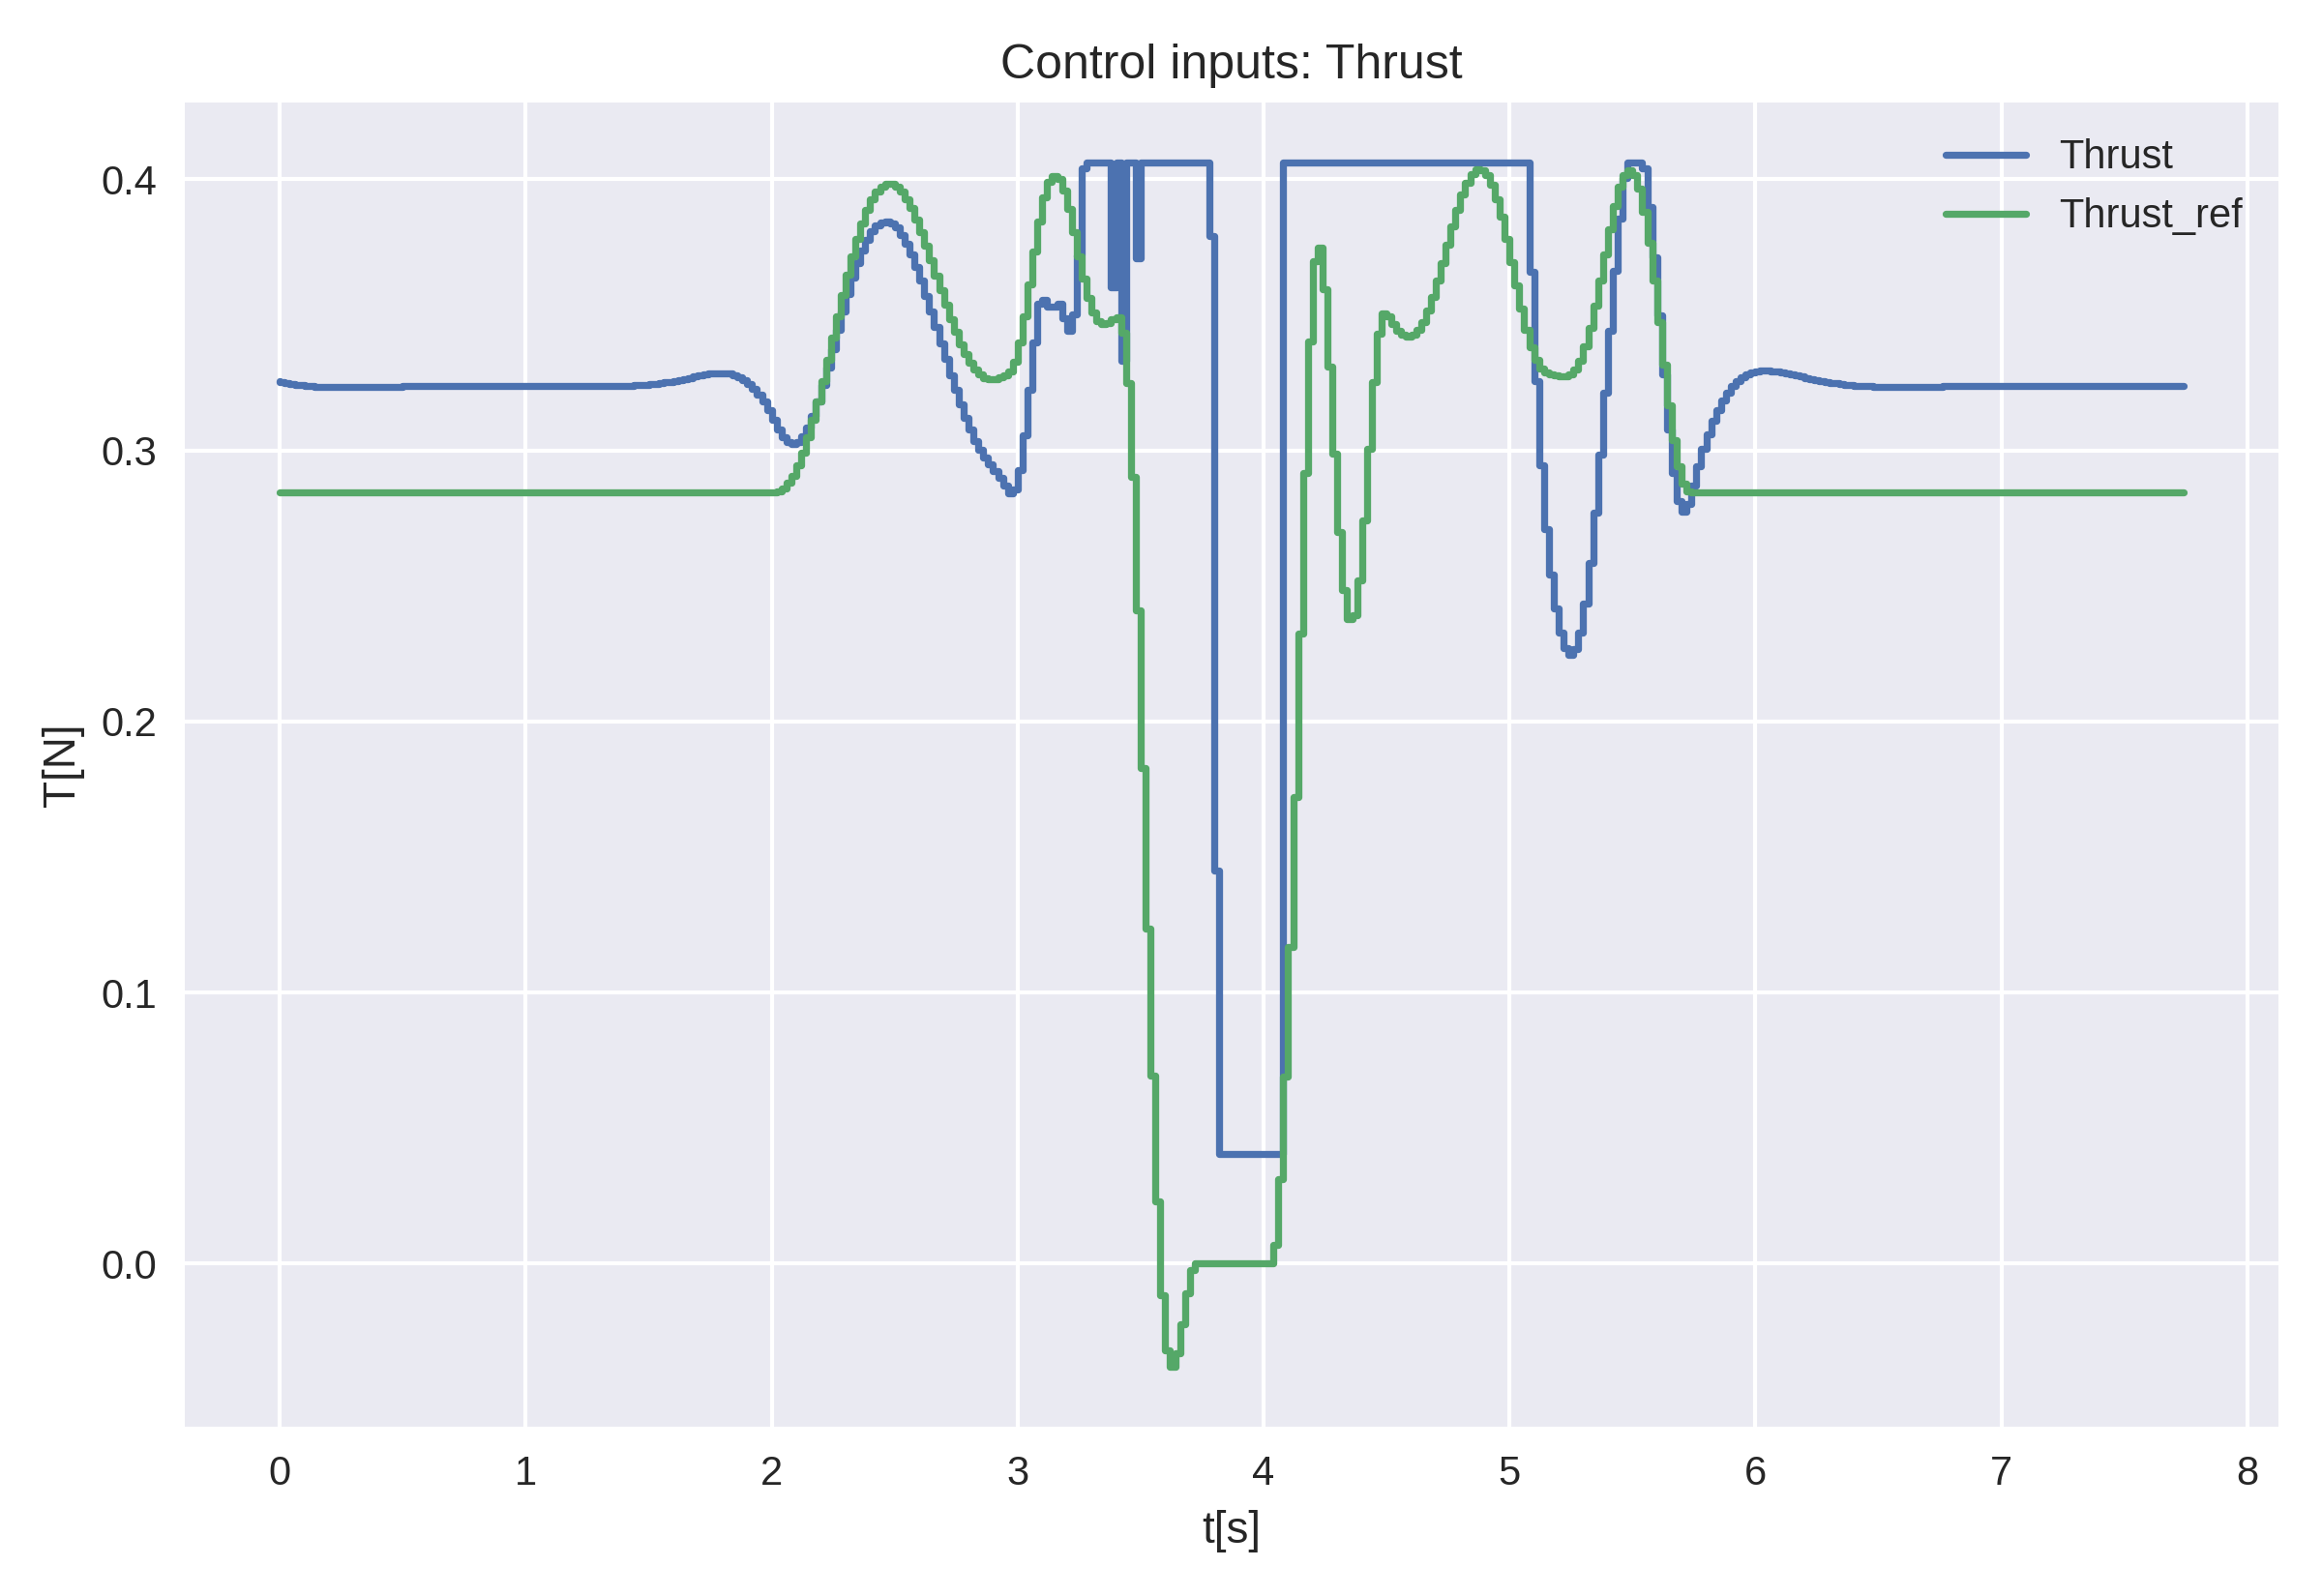 Control inputs: Thrust
Thrust
Thrust_ref
T[N]
0.4
0.3
0.2
0.1
0.0
0 1 2 3 4 5 6 7 8
t[s]